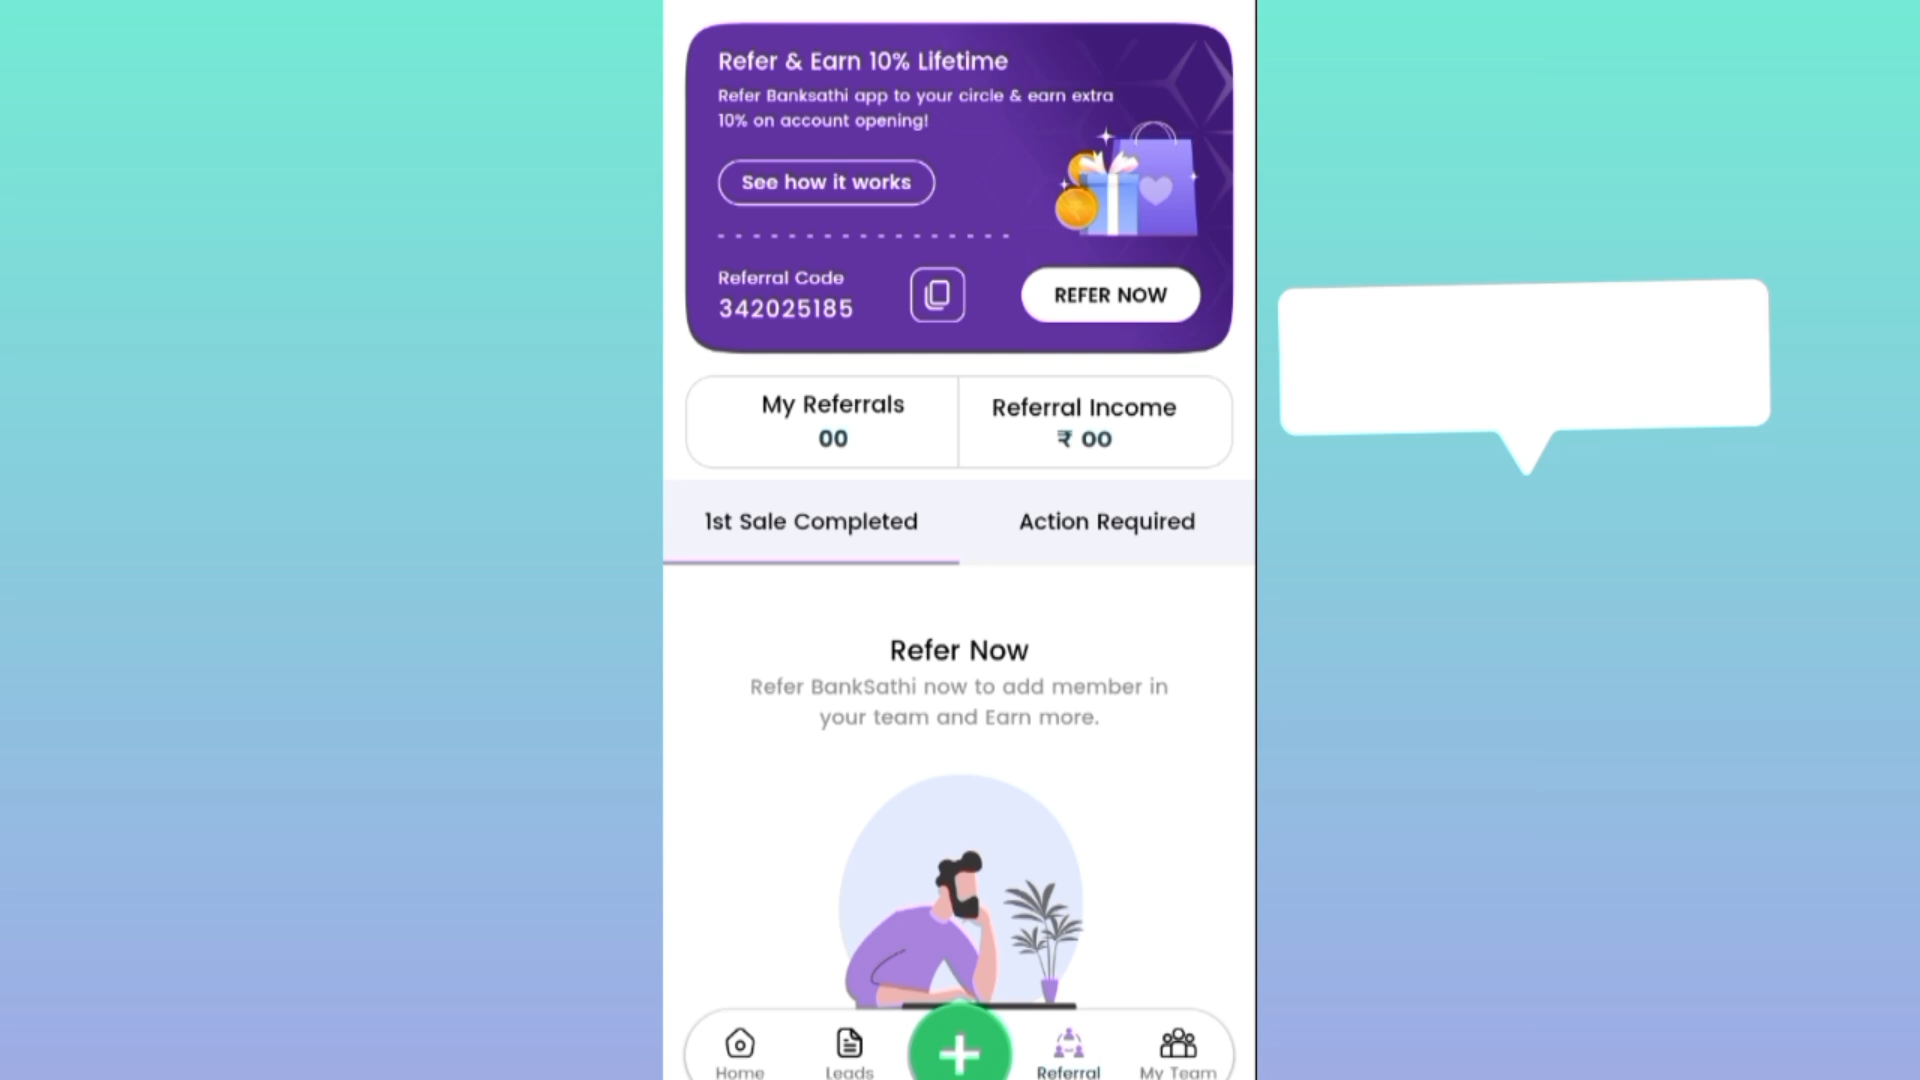 Refer & Earn 10% Lifetime
Refer Banksathi app to your circle & earn extra
10% on account opening!
See how it works
Referral Code
342025185
REFER NOW
My Referrals
00
Referral Income
₹ 00
1st Sale Completed
Action Required
Refer Now
Refer BankSathi now to add member in
your team and Earn more.
Home
Leads
Referral
My Team